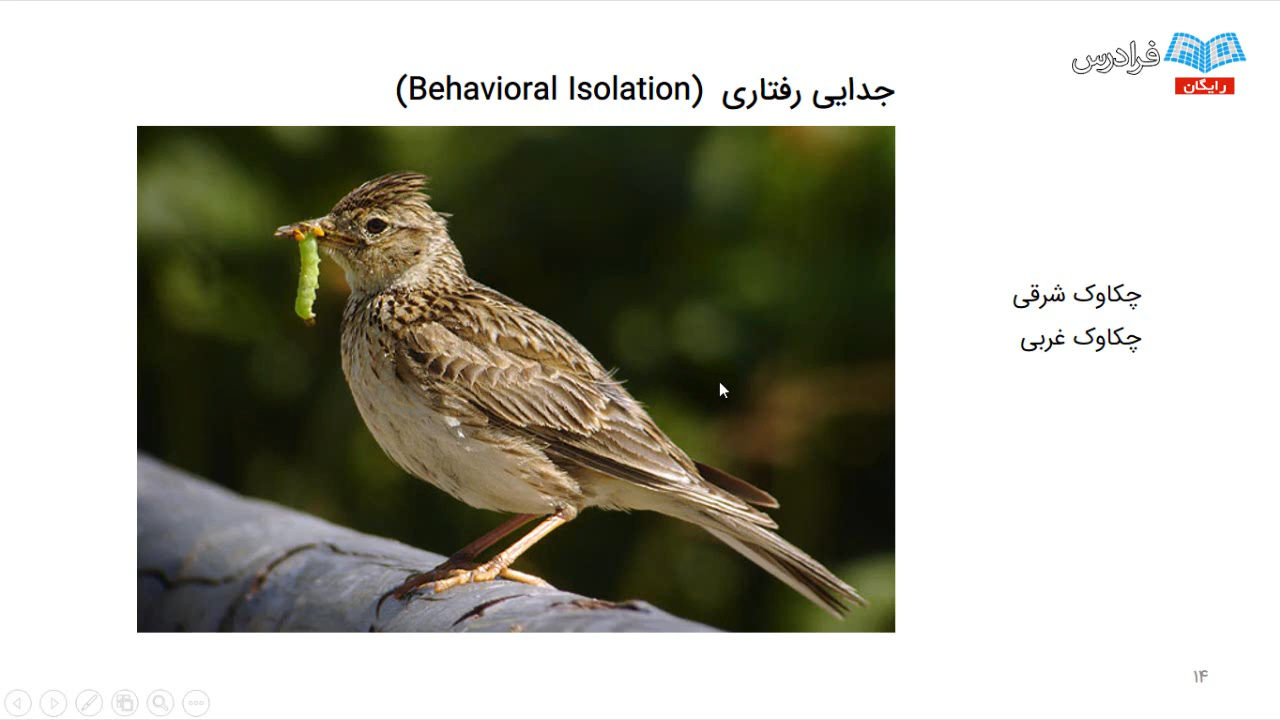 فرادرس
رایگان
جدایی رفتاری (Behavioral Isolation)
چکاوک شرقی
چکاوک غربی
۱۴